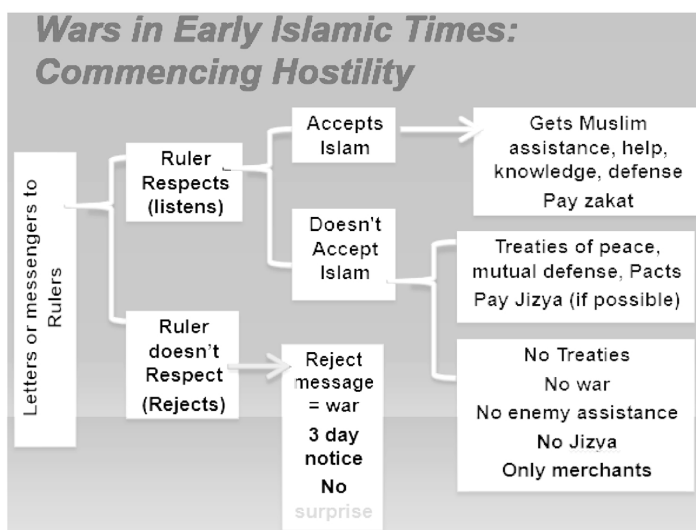 Wars in Early Islamic Times:
Commencing Hostility
Letters or messengers to
Rulers
Ruler
Respects
(listens)
Accepts
Islam
Gets Muslim
assistance, help,
knowledge, defense
Pay zakat
Doesn't
Accept
Islam
Treaties of peace,
mutual defense, Pacts
Pay Jizya (if possible)
No Treaties
No war
No enemy assistance
No Jizya
Only merchants
Ruler
doesn't
Respect
(Rejects)
Reject
message
= war
3 day
notice
No
surprise